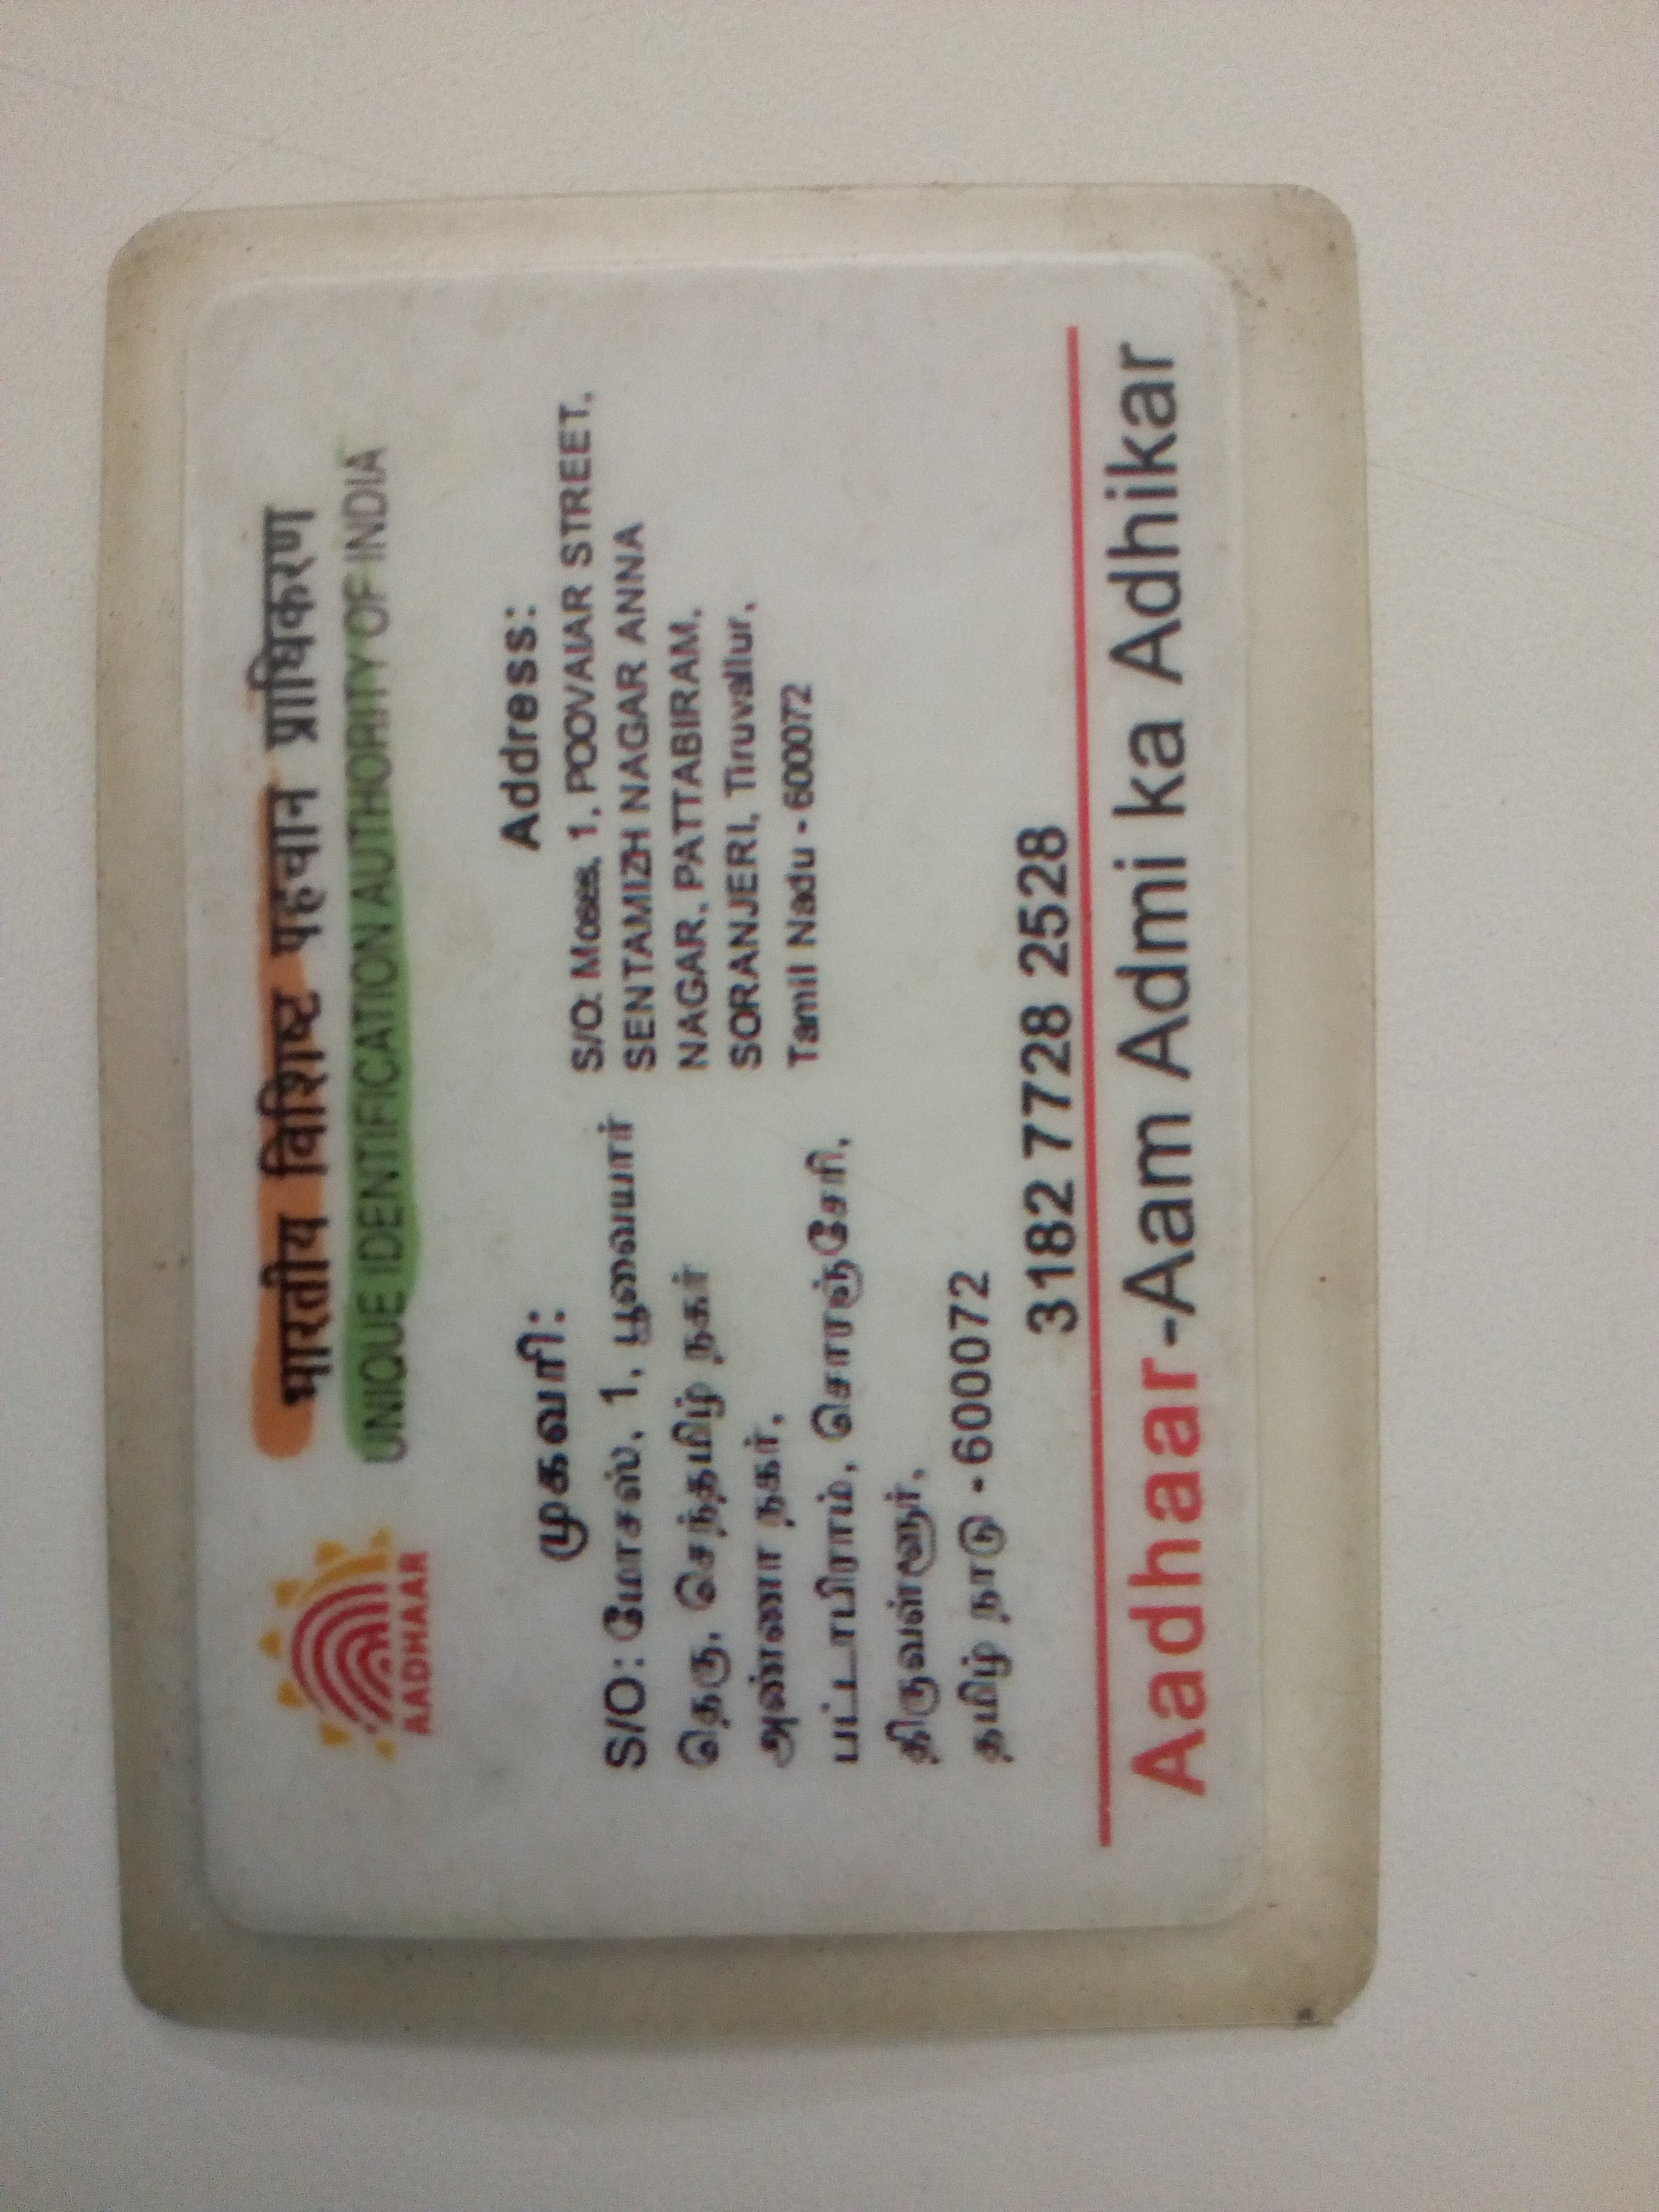 भारतीय विशिष्ट पहचान प्राधिकरण
UNIQUE IDENTIFICATION AUTHORITY OF INDIA
AADHAAR
முகவரி:
S/O: மோசஸ், 1, பூவையார்
தெரு, செந்தமிழ் நகர்
அண்ணா நகர்,
பட்டாபிராம், சொரஞ்சேரி,
திருவள்ளூர்,
தமிழ் நாடு - 600072
Address:
S/O: Moses, 1, POOVAIAR STREET,
SENTAMIZH NAGAR ANNA
NAGAR, PATTABIRAM,
SORANJERI, Tiruvallur,
Tamil Nadu - 600072
3182 7728 2528
Aadhaar-Aam Admi ka Adhikar